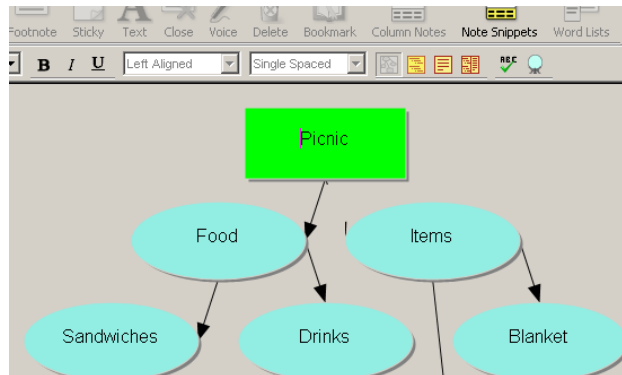 Footnote Sticky Text Close Voice Delete Bookmark Column Notes Note Snippets Word Lists
B I U Left Aligned Single Spaced ABC
Picnic
Food Items
Sandwiches Drinks Blanket